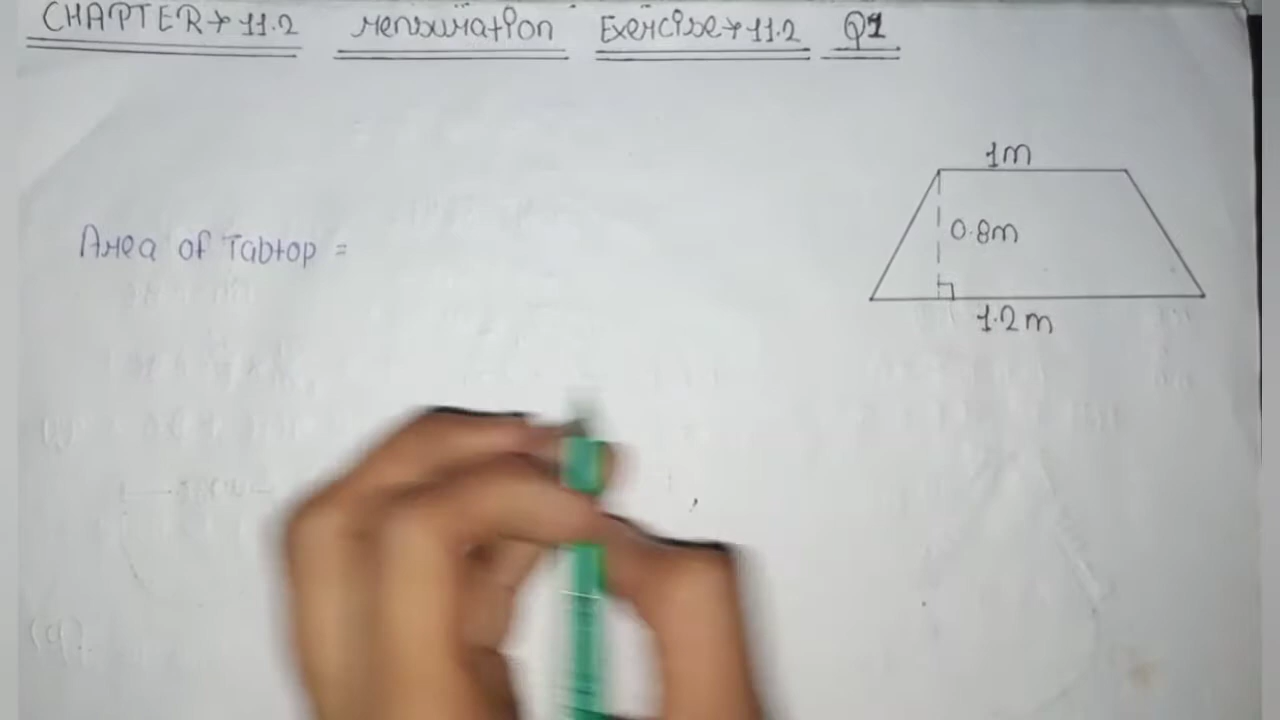 CHAPTER→11.2 Mensuration Exercise→11.2 Q1
1m
Area of Tabtop =
0.8m
1.2m